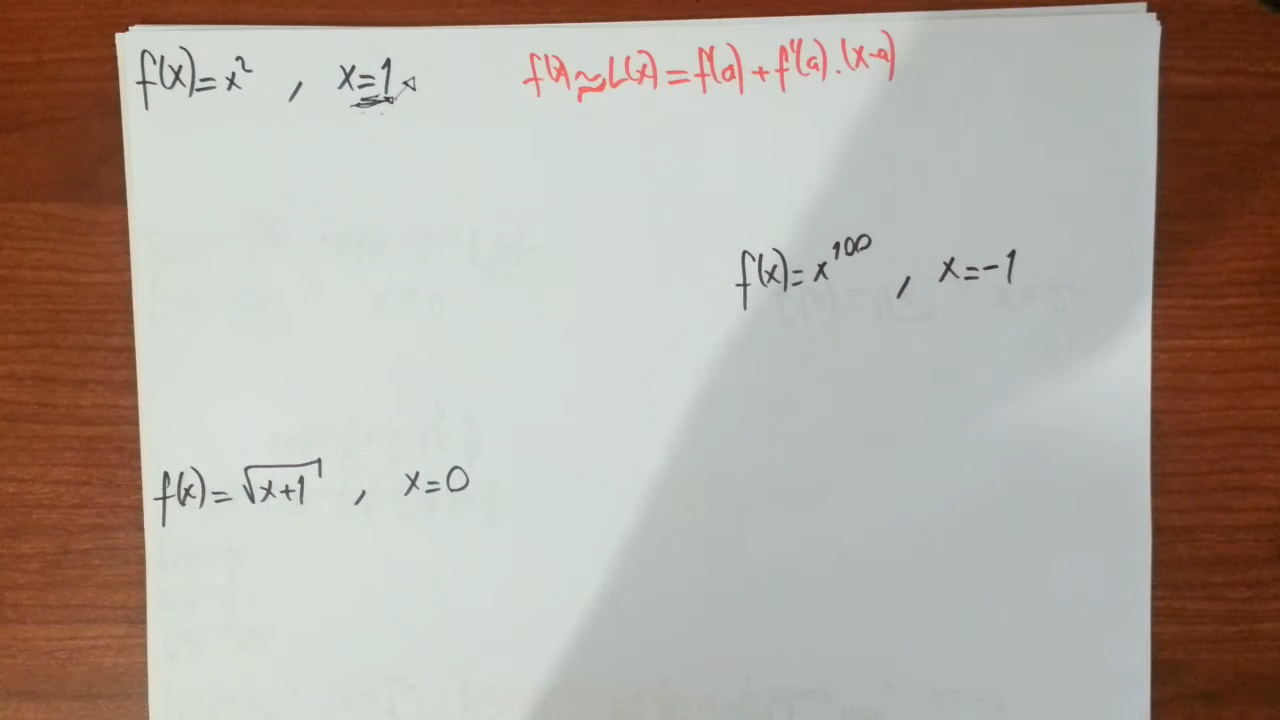 f(x)=x² , x=1
f(x)≈L(x)=f(a)+f'(a).(x-a)
f(x)=x¹⁰⁰ , x=-1
f(x)=√x+1 , x=0